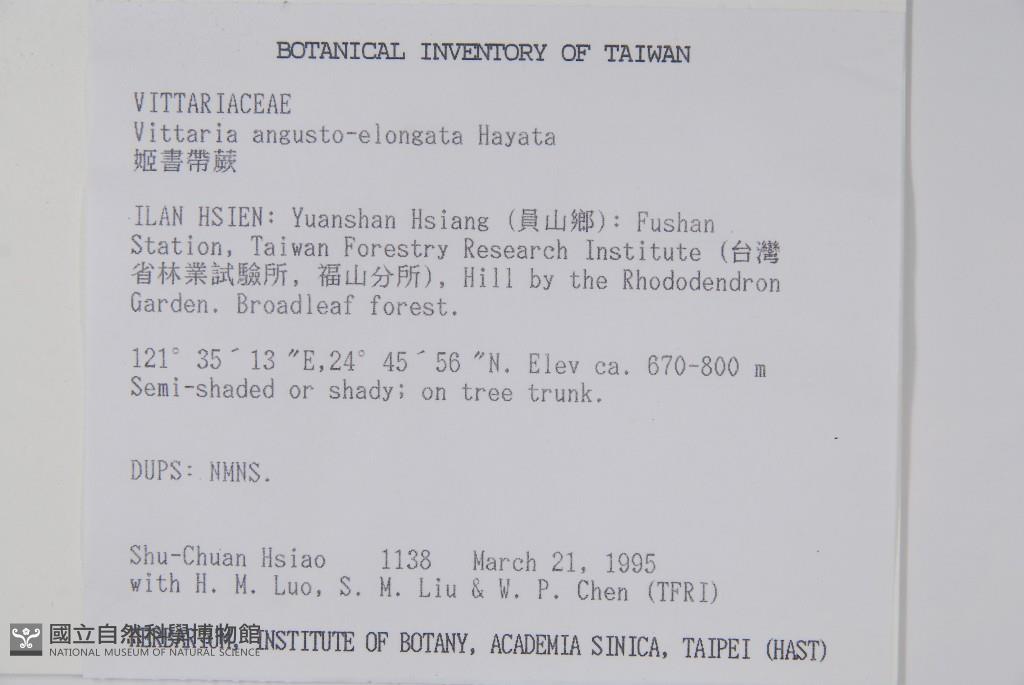 BOTANICAL INVENTORY OF TAIWAN
VITTARIACEAE
Vittaria angusto-elongata Hayata
姬書帶蕨
ILAN HSIEN: Yuanshan Hsiang (員山鄉): Fushan
Station, Taiwan Forestry Research Institute (台灣
省林業試驗所, 福山分所), Hill by the Rhododendron
Garden. Broadleaf forest.
121° 35´ 13 ″E,24° 45´ 56 ″N. Elev ca. 670-800 m
Semi-shaded or shady; on tree trunk.
DUPS: NMNS.
Shu-Chuan Hsiao 1138 March 21, 1995
with H. M. Luo, S. M. Liu & W. P. Chen (TFRI)
HERBARIUM, INSTITUTE OF BOTANY, ACADEMIA SINICA, TAIPEI (HAST)
國立自然科學博物館
NATIONAL MUSEUM OF NATURAL SCIENCE